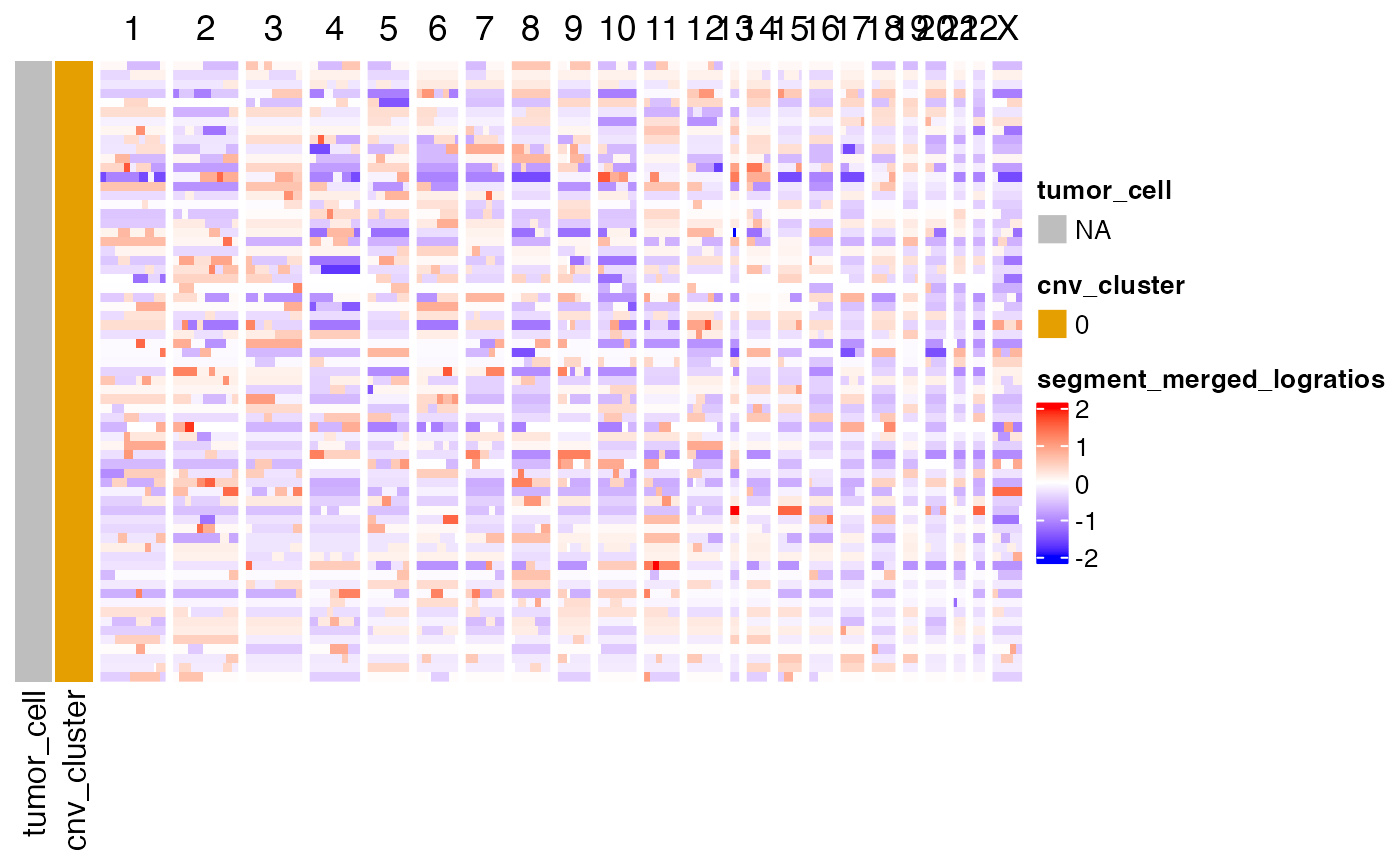 1 2 3 4 5 6 7 8 9 10 11 12 13 14 15 16 17 18 19 20 21 22 X
tumor_cell
NA
cnv_cluster
0
segment_merged_logratios
2
1
0
-1
-2
tumor_cell
cnv_cluster